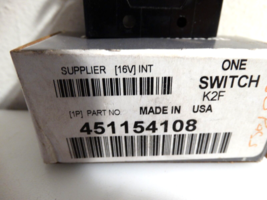 SUPPLIER [16V] INT
ONE
SWITCH
K2F
[1P] PART NO
MADE IN USA
451154108